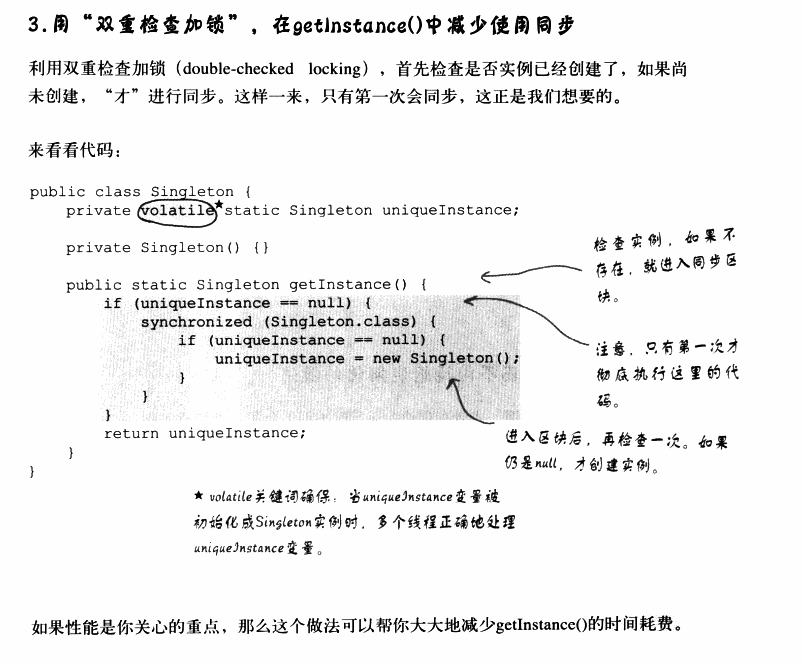 3.用“双重检查加锁”，在getInstance()中减少使用同步
利用双重检查加锁（double-checked locking），首先检查是否实例已经创建了，如果尚
未创建，“才”进行同步。这样一来，只有第一次会同步，这正是我们想要的。
来看看代码：
public class Singleton {
private volatile★static Singleton uniqueInstance;
private Singleton() {}
public static Singleton getInstance() {
if (uniqueInstance == null) {
synchronized (Singleton.class) {
if (uniqueInstance == null) {
uniqueInstance = new Singleton();
}
}
}
return uniqueInstance;
}
}
检查实例，如果不
存在，就进入同步区
块。
注意，只有第一次才
彻底执行这里的代
码。
进入区块后，再检查一次。如果
仍是null，才创建实例。
★ volatile关键词确保：当uniqueInstance变量被
初始化成Singleton实例时，多个线程正确地处理
uniqueInstance变量。
如果性能是你关心的重点，那么这个做法可以帮你大大地减少getInstance()的时间耗费。